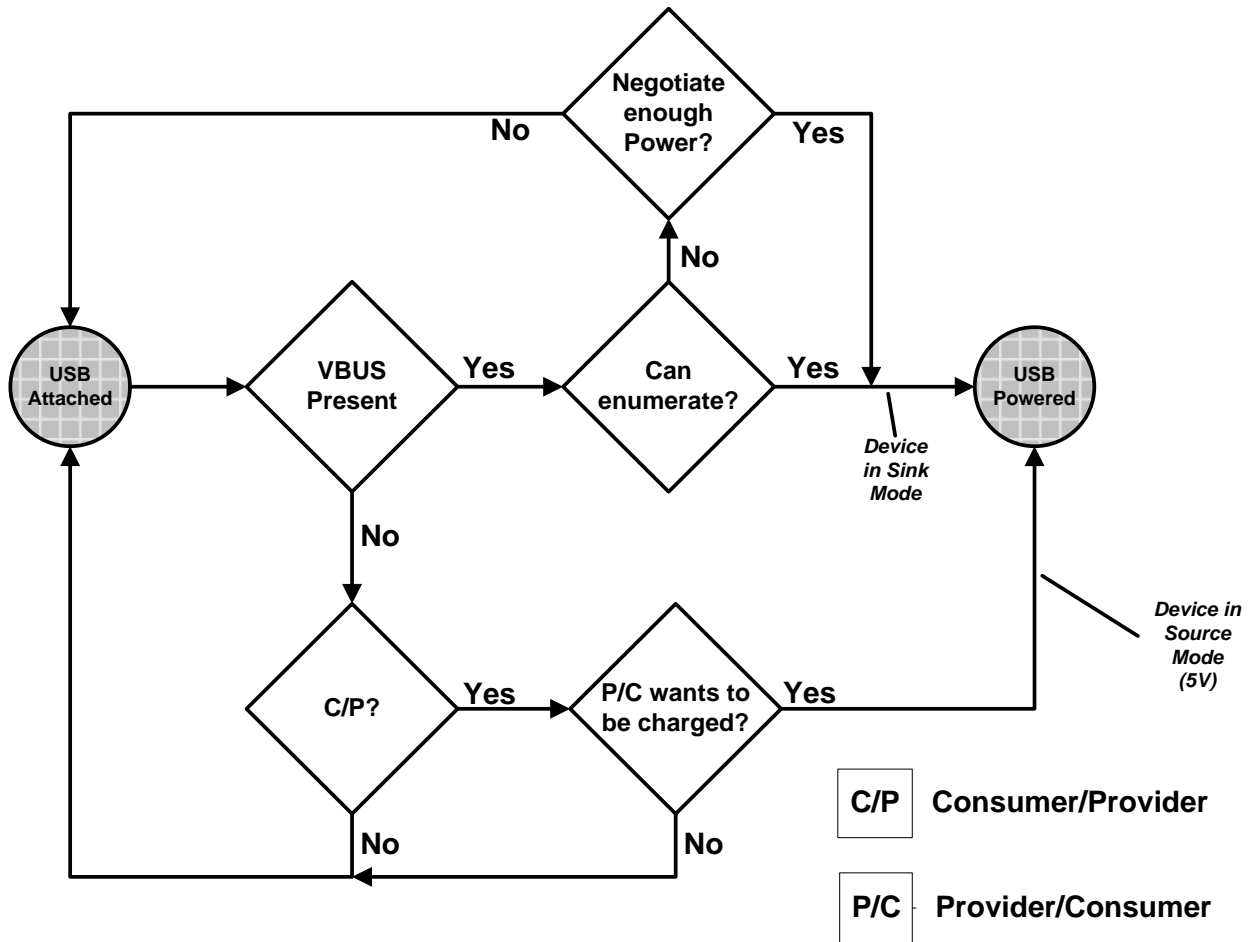 Negotiate
enough
Power?
No
Yes
No
USB
Attached
VBUS
Present
Yes
Can
enumerate?
Yes
USB
Powered
Device
in Sink
Mode
No
Device in
Source
Mode
(5V)
C/P?
Yes
P/C wants to
be charged?
Yes
No
No
C/P Consumer/Provider
P/C Provider/Consumer